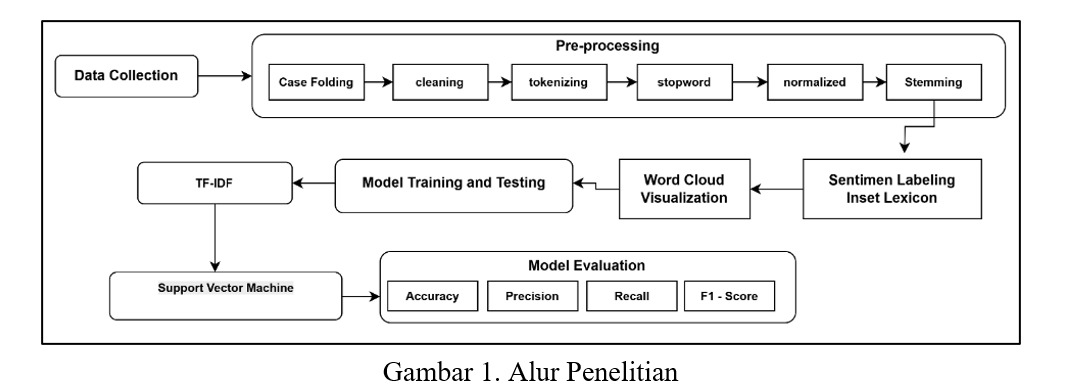 Pre-processing
Data Collection
Case Folding
cleaning
tokenizing
stopword
normalized
Stemming
Sentimen Labeling
Inset Lexicon
Word Cloud
Visualization
Model Training and Testing
TF-IDF
Support Vector Machine
Model Evaluation
Accuracy
Precision
Recall
F1 - Score
Gambar 1. Alur Penelitian